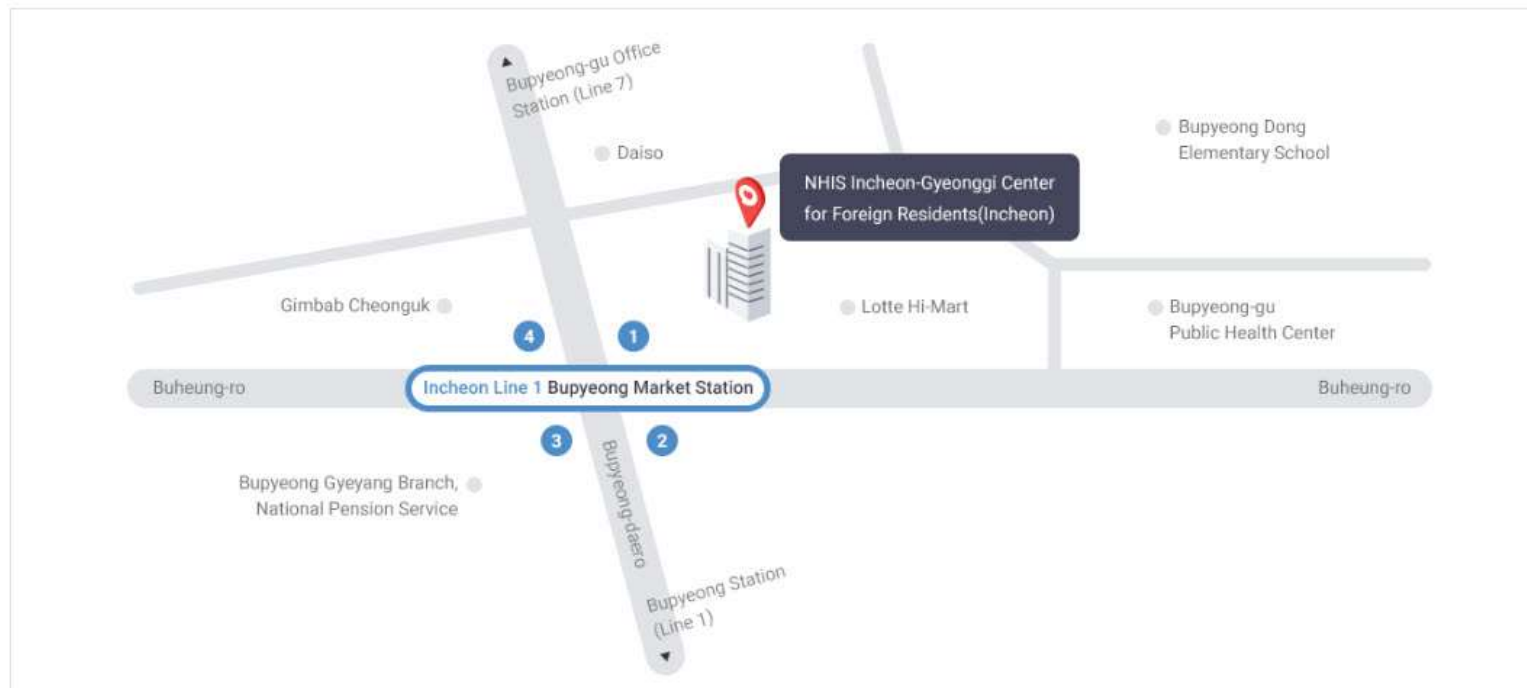 Bupyeong-gu Office
Station (Line 7)
Daiso
Bupyeong Dong
Elementary School
NHIS Incheon-Gyeonggi Center
for Foreign Residents(Incheon)
Gimbab Cheonguk
Lotte Hi-Mart
Bupyeong-gu
Public Health Center
4
1
Buheung-ro
Incheon Line 1 Bupyeong Market Station
Buheung-ro
3
2
Bupyeong-daero
Bupyeong Gyeyang Branch,
National Pension Service
Bupyeong Station
(Line 1)